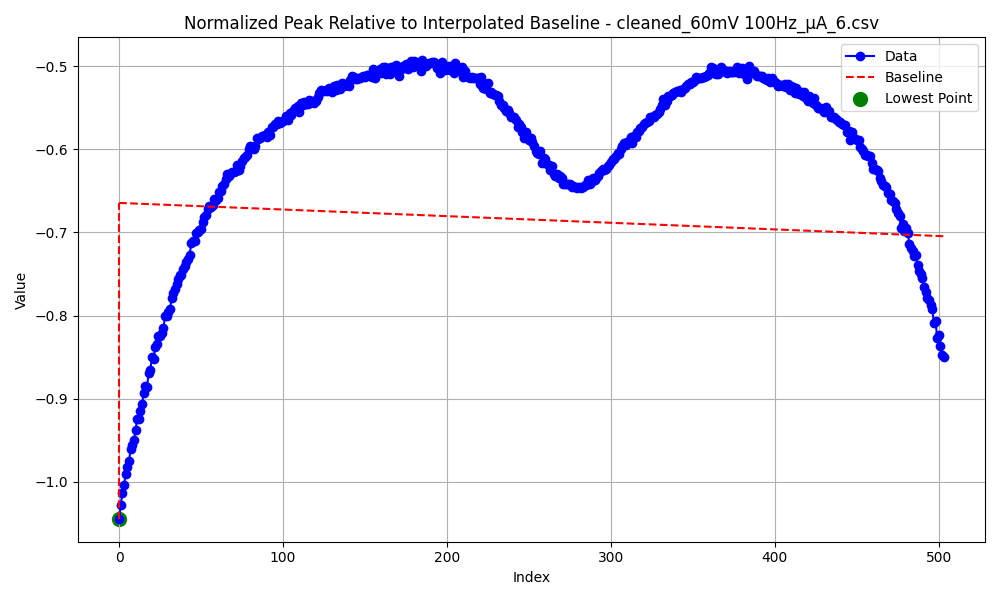 Normalized Peak Relative to Interpolated Baseline - cleaned_60mV 100Hz_μA_6.csv
Data
Baseline
Lowest Point
Value
−0.5
−0.6
−0.7
−0.8
−0.9
−1.0
0 100 200 300 400 500
Index